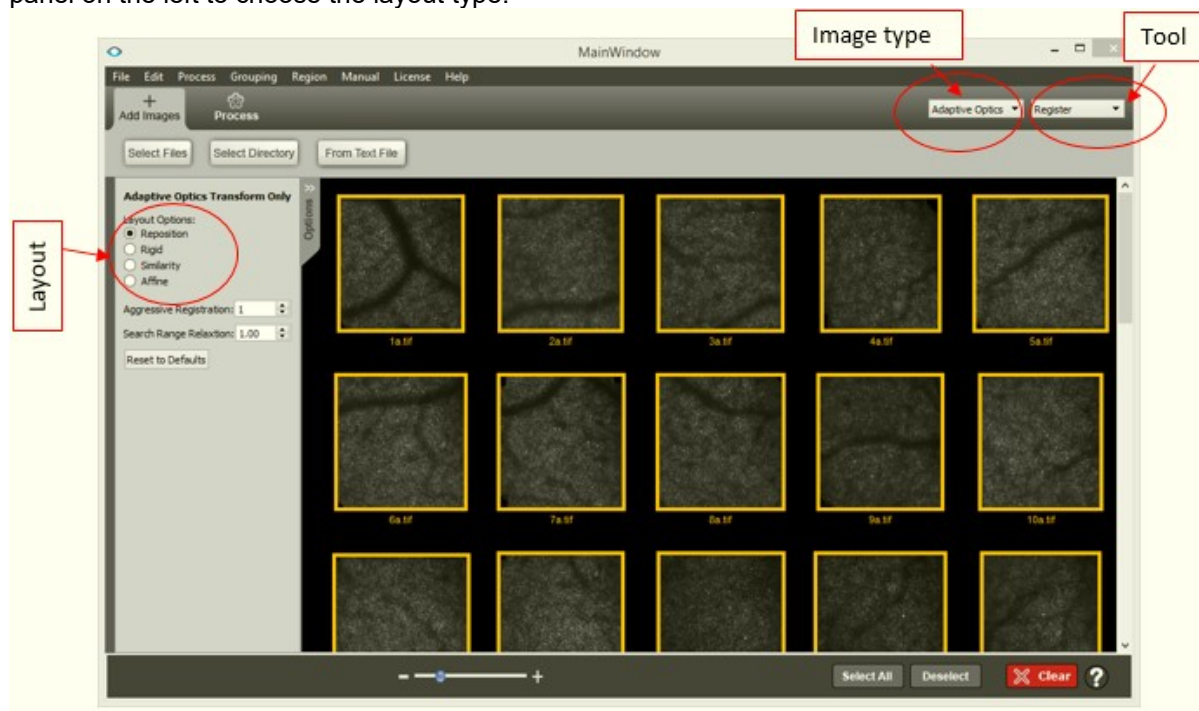 panel on the left to choose the layout type.
Image type
Tool
MainWindow
File Edit Process Grouping Region Manual License Help
Add Images
Process
Adaptive Optics
Register
Select Files
Select Directory
From Text File
Layout
Adaptive Optics Transform Only
Layout Options:
Reposition
Rigid
Similarity
Affine
Aggressive Registration: 1
Search Range Relaxtion: 1.00
Reset to Defaults
Options
1a.tif 2a.tif 3a.tif 4a.tif 5a.tif
6a.tif 7a.tif 8a.tif 9a.tif 10a.tif
Select All
Deselect
Clear
?